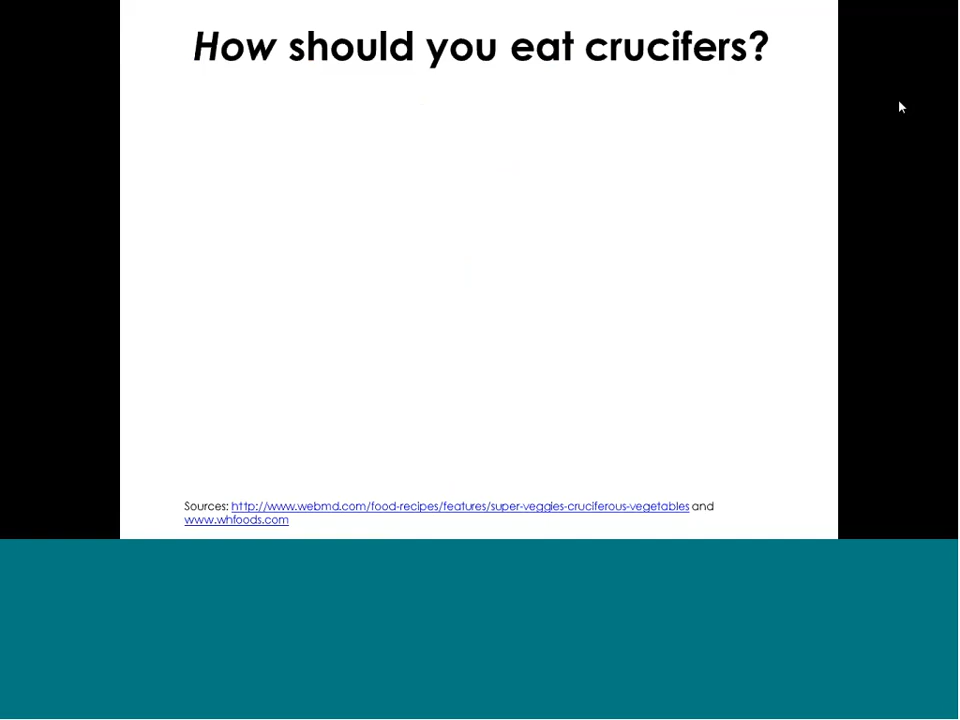 How should you eat crucifers?
Sources: http://www.webmd.com/food-recipes/features/super-veggies-cruciferous-vegetables and
www.whfoods.com